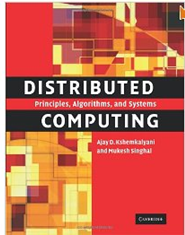 DISTRIBUTED
Principles, Algorithms, and Systems
COMPUTING
Ajay D. Kshemkalyani
and Mukesh Singhal
CAMBRIDGE